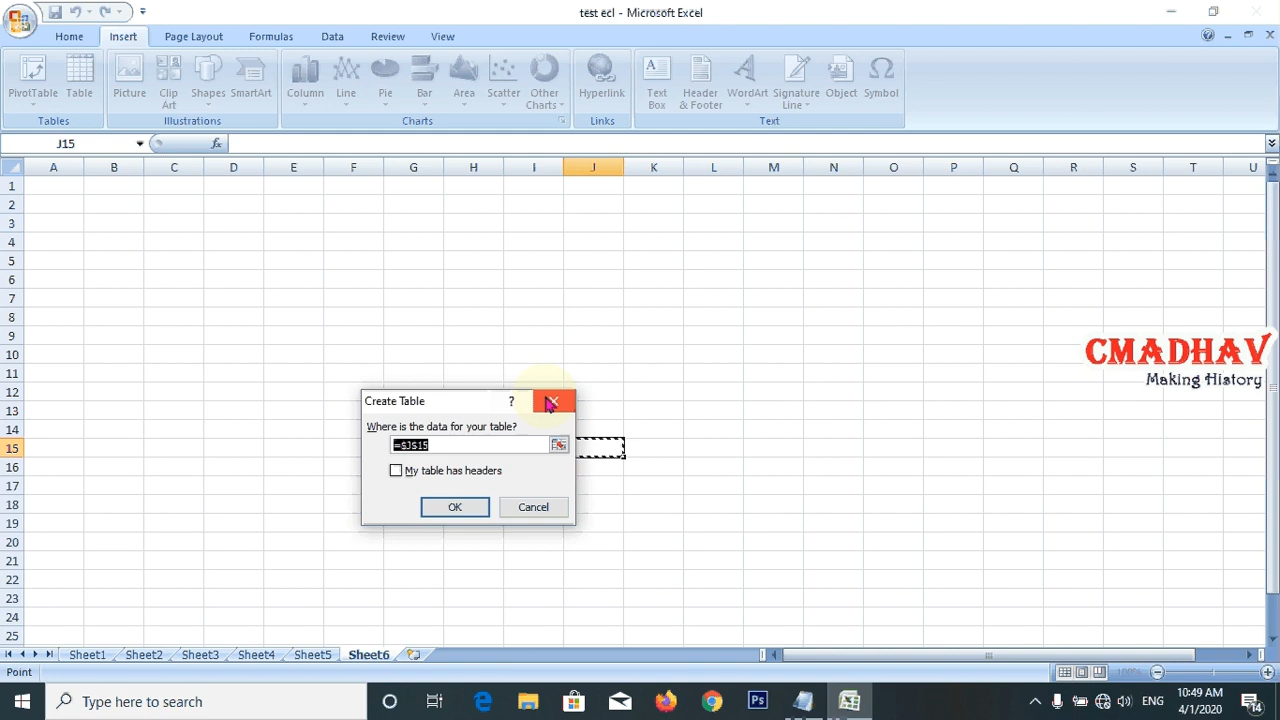 test ecl - Microsoft Excel
Home Insert Page Layout Formulas Data Review View
PivotTable Table Picture Clip Art Shapes SmartArt Column Line Pie Bar Area Scatter Other Charts Hyperlink Text Box Header & Footer WordArt Signature Line Object Symbol
Tables Illustrations Charts Links Text
J15 fx
A B C D E F G H I J K L M N O P Q R S T U
1
2
3
4
5
6
7
8
9
10
CMADHAV
11
Making History
12
Create Table ?
13
Where is the data for your table?
14
=$J$15
15
My table has headers
16
17
OK Cancel
18
19
20
21
22
23
24
25
Sheet1 Sheet2 Sheet3 Sheet4 Sheet5 Sheet6
Point 100%
Type here to search
Ps
ENG
10:49 AM
4/1/2020
14